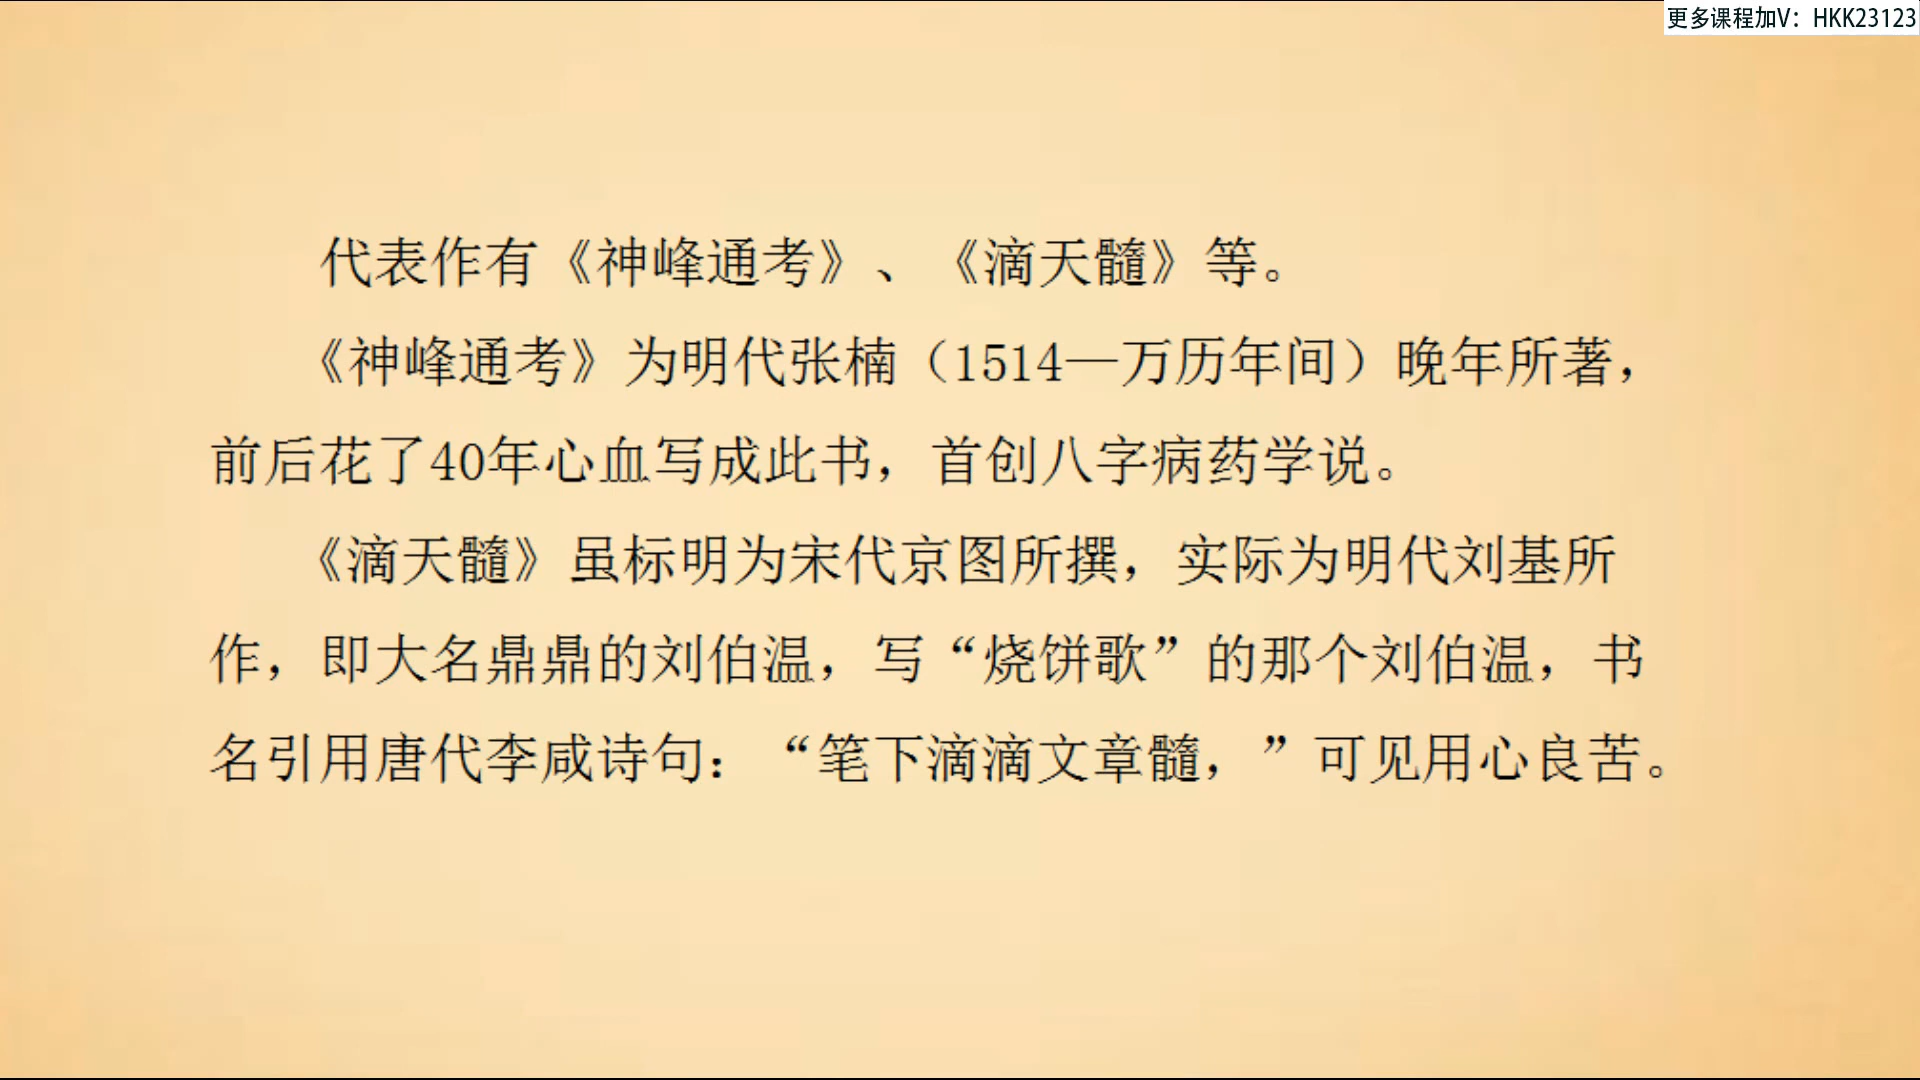 更多课程加V：HKK23123
代表作有《神峰通考》、《滴天髓》等。
《神峰通考》为明代张楠（1514—万历年间）晚年所著，
前后花了40年心血写成此书，首创八字病药学说。
《滴天髓》虽标明为宋代京图所撰，实际为明代刘基所
作，即大名鼎鼎的刘伯温，写“烧饼歌”的那个刘伯温，书
名引用唐代李咸诗句：“笔下滴滴文章髓，”可见用心良苦。